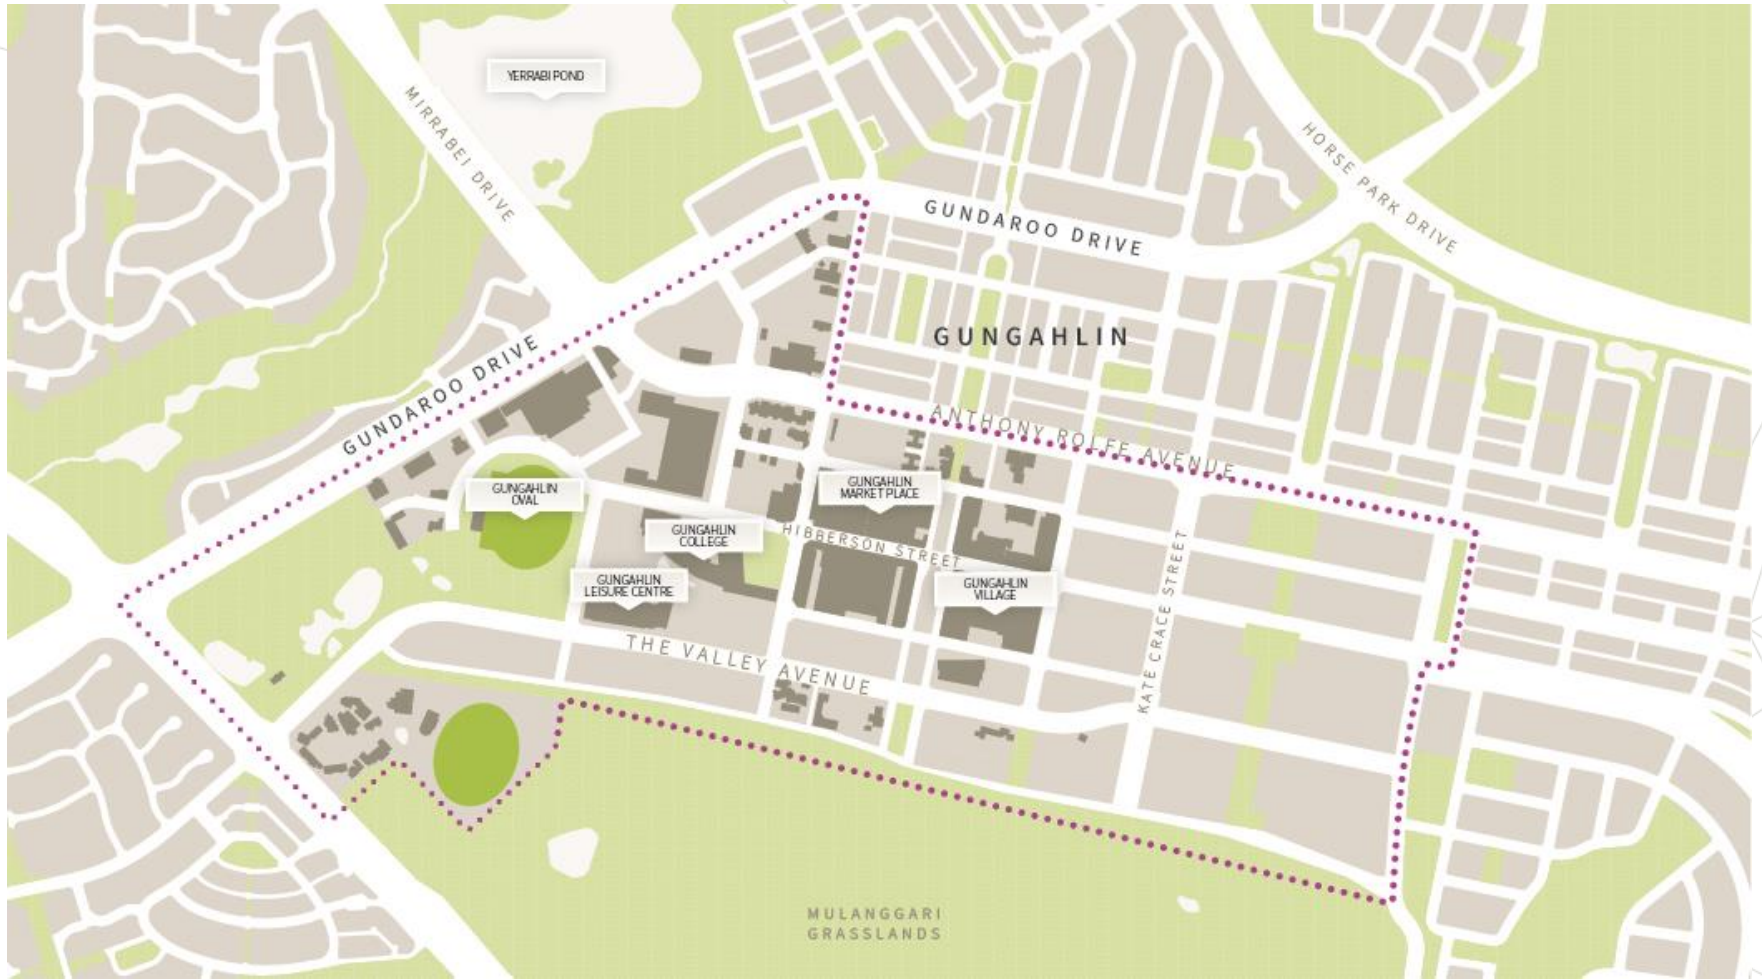 YERRABI POND
MIRRABEI DRIVE
HORSE PARK DRIVE
GUNDAROO DRIVE
GUNGAHLIN
GUNDAROO DRIVE
ANTHONY ROLFE AVENUE
GUNGAHLIN
OVAL
GUNGAHLIN
MARKET PLACE
GUNGAHLIN
COLLEGE
HIBBERSON STREET
GUNGAHLIN
LEISURE CENTRE
GUNGAHLIN
VILLAGE
KATE CRACE STREET
THE VALLEY AVENUE
MULANGGARI
GRASSLANDS